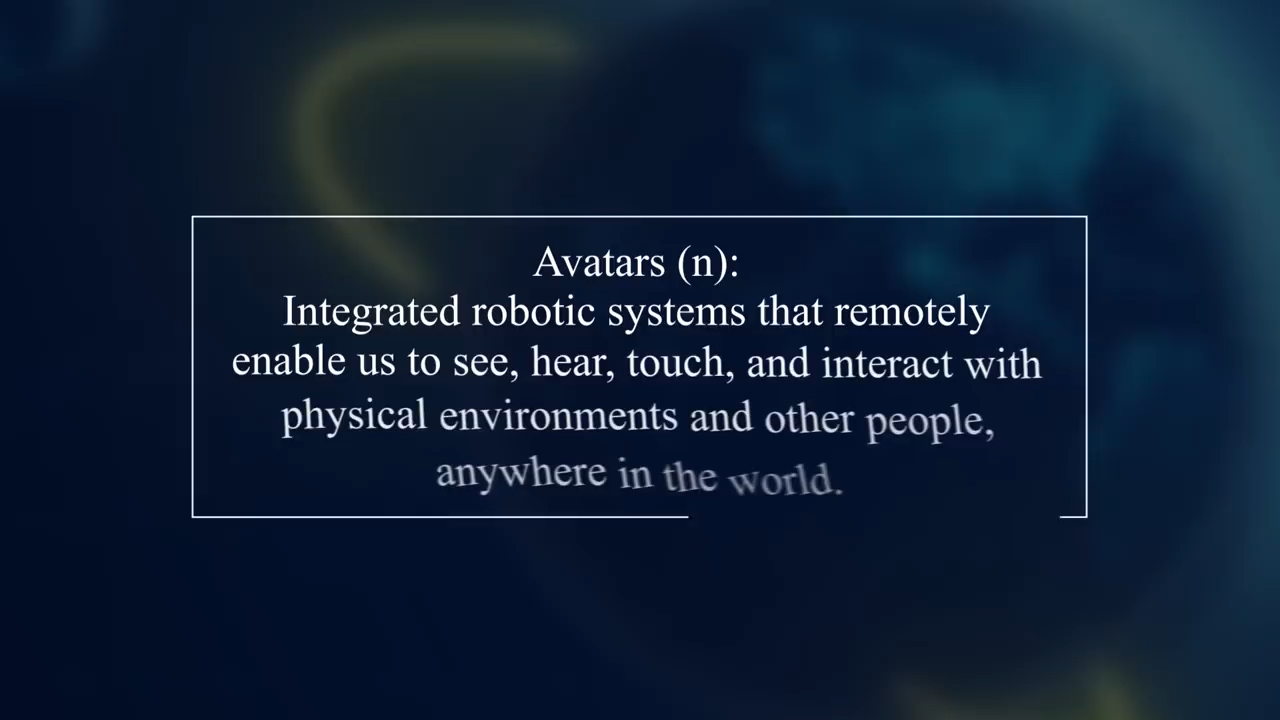 Avatars (n):
Integrated robotic systems that remotely
enable us to see, hear, touch, and interact with
physical environments and other people,
anywhere in the world.